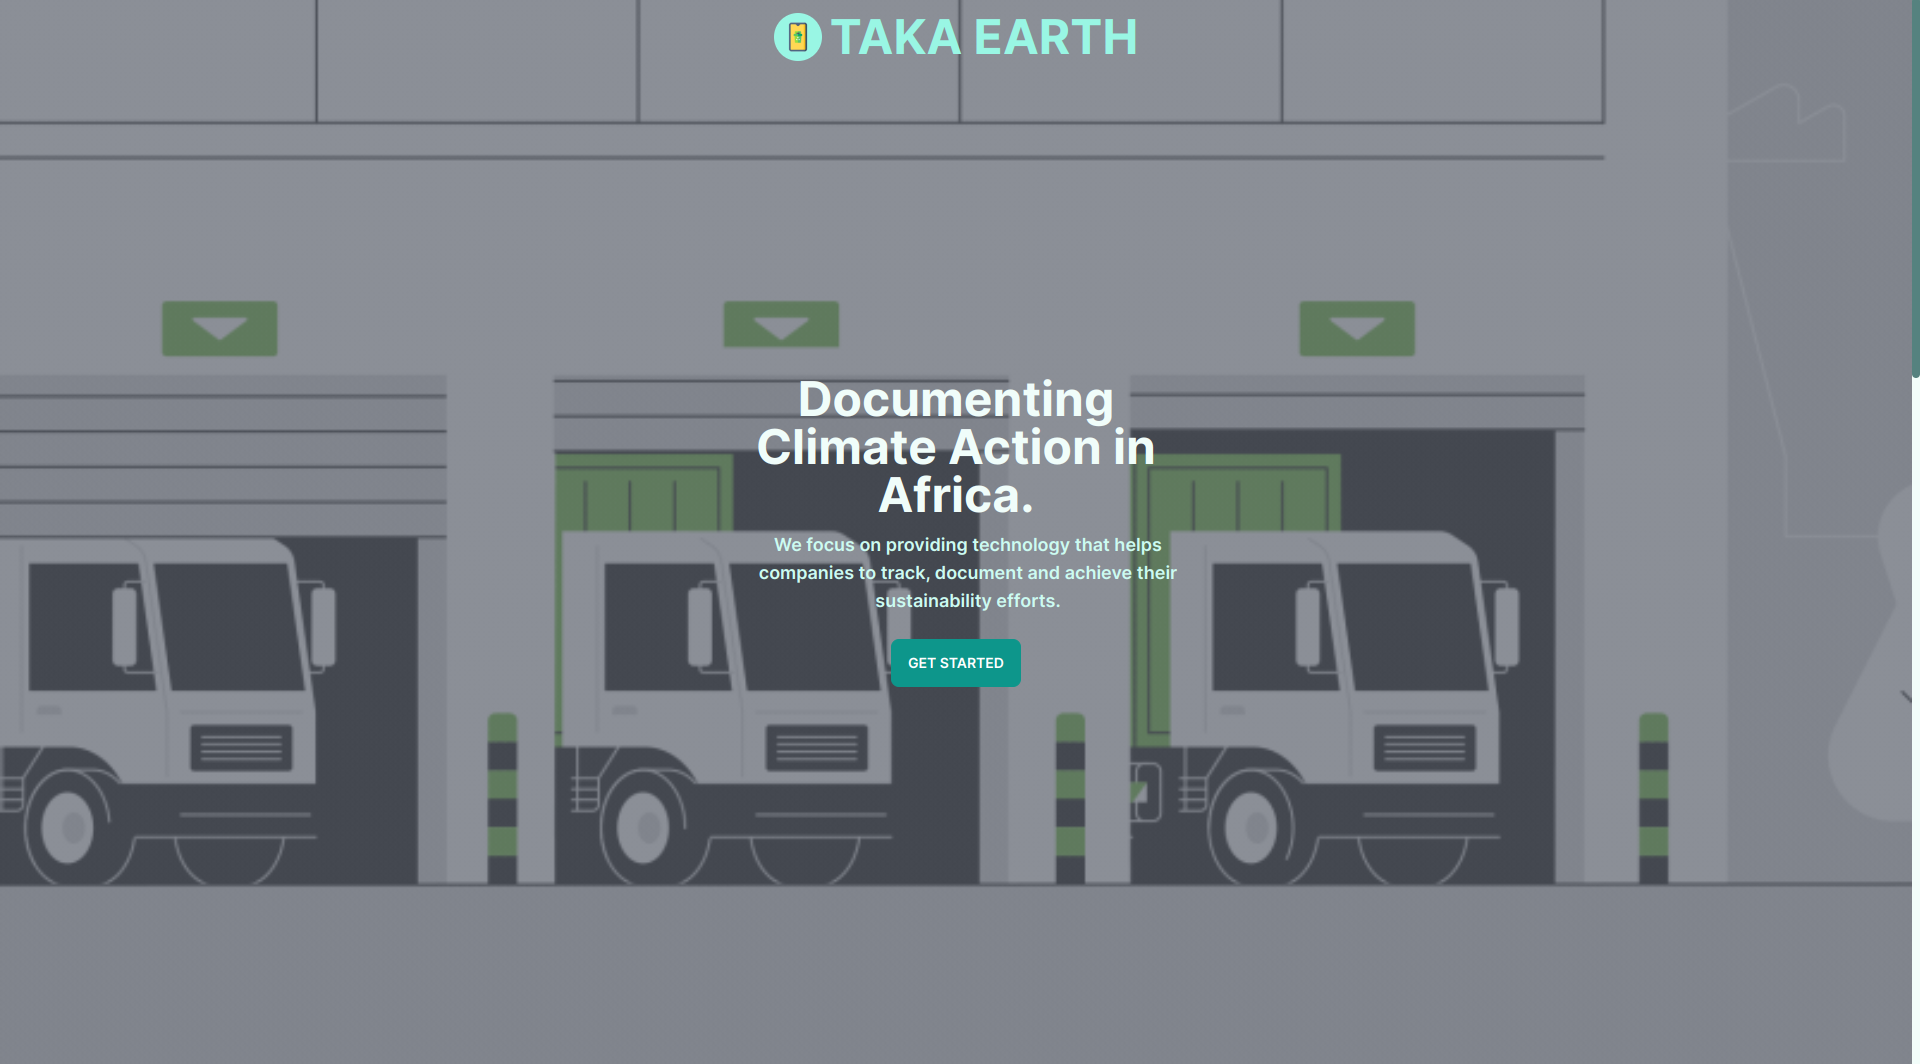 TAKA EARTH
Documenting
Climate Action in
Africa.
We focus on providing technology that helps
companies to track, document and achieve their
sustainability efforts.
GET STARTED